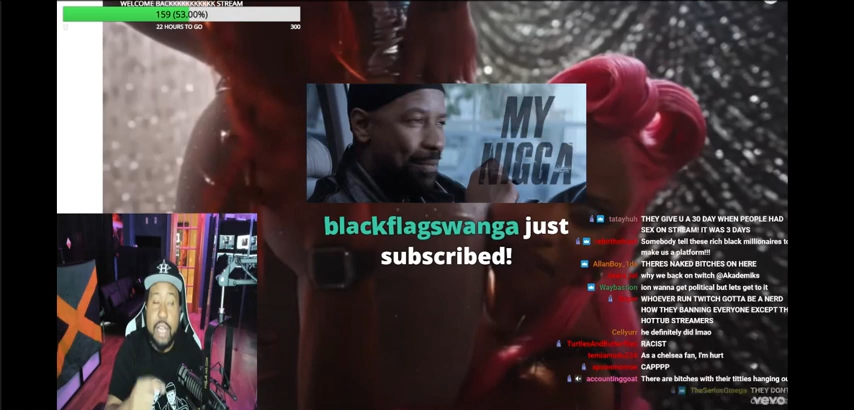 WELCOME BACKKKKKKKKKKK STREAM
159 (53.00%)
22 HOURS TO GO
300
MY
NIGGA
blackflagswanga just
subscribed!
tatayhuh THEY GIVE U A 30 DAY WHEN PEOPLE HAD
SEX ON STREAM! IT WAS 3 DAYS
Somebody tell these rich black millionaires to
make us a platform!!!
AllanBoy_ THERES NAKED BITCHES ON HERE
why we back on twitch @Akademiks
Waybastion ion wanna get political but lets get to it
WHOEVER RUN TWITCH GOTTA BE A NERD
HOW THEY BANNING EVERYONE EXCEPT TH
HOTTUB STREAMERS
Cellyurr he definitely did lmao
RACIST
As a chelsea fan, I'm hurt
CAPPPP
accountinggoat There are bitches with their titties hanging ou
THEY DON'T
vevo